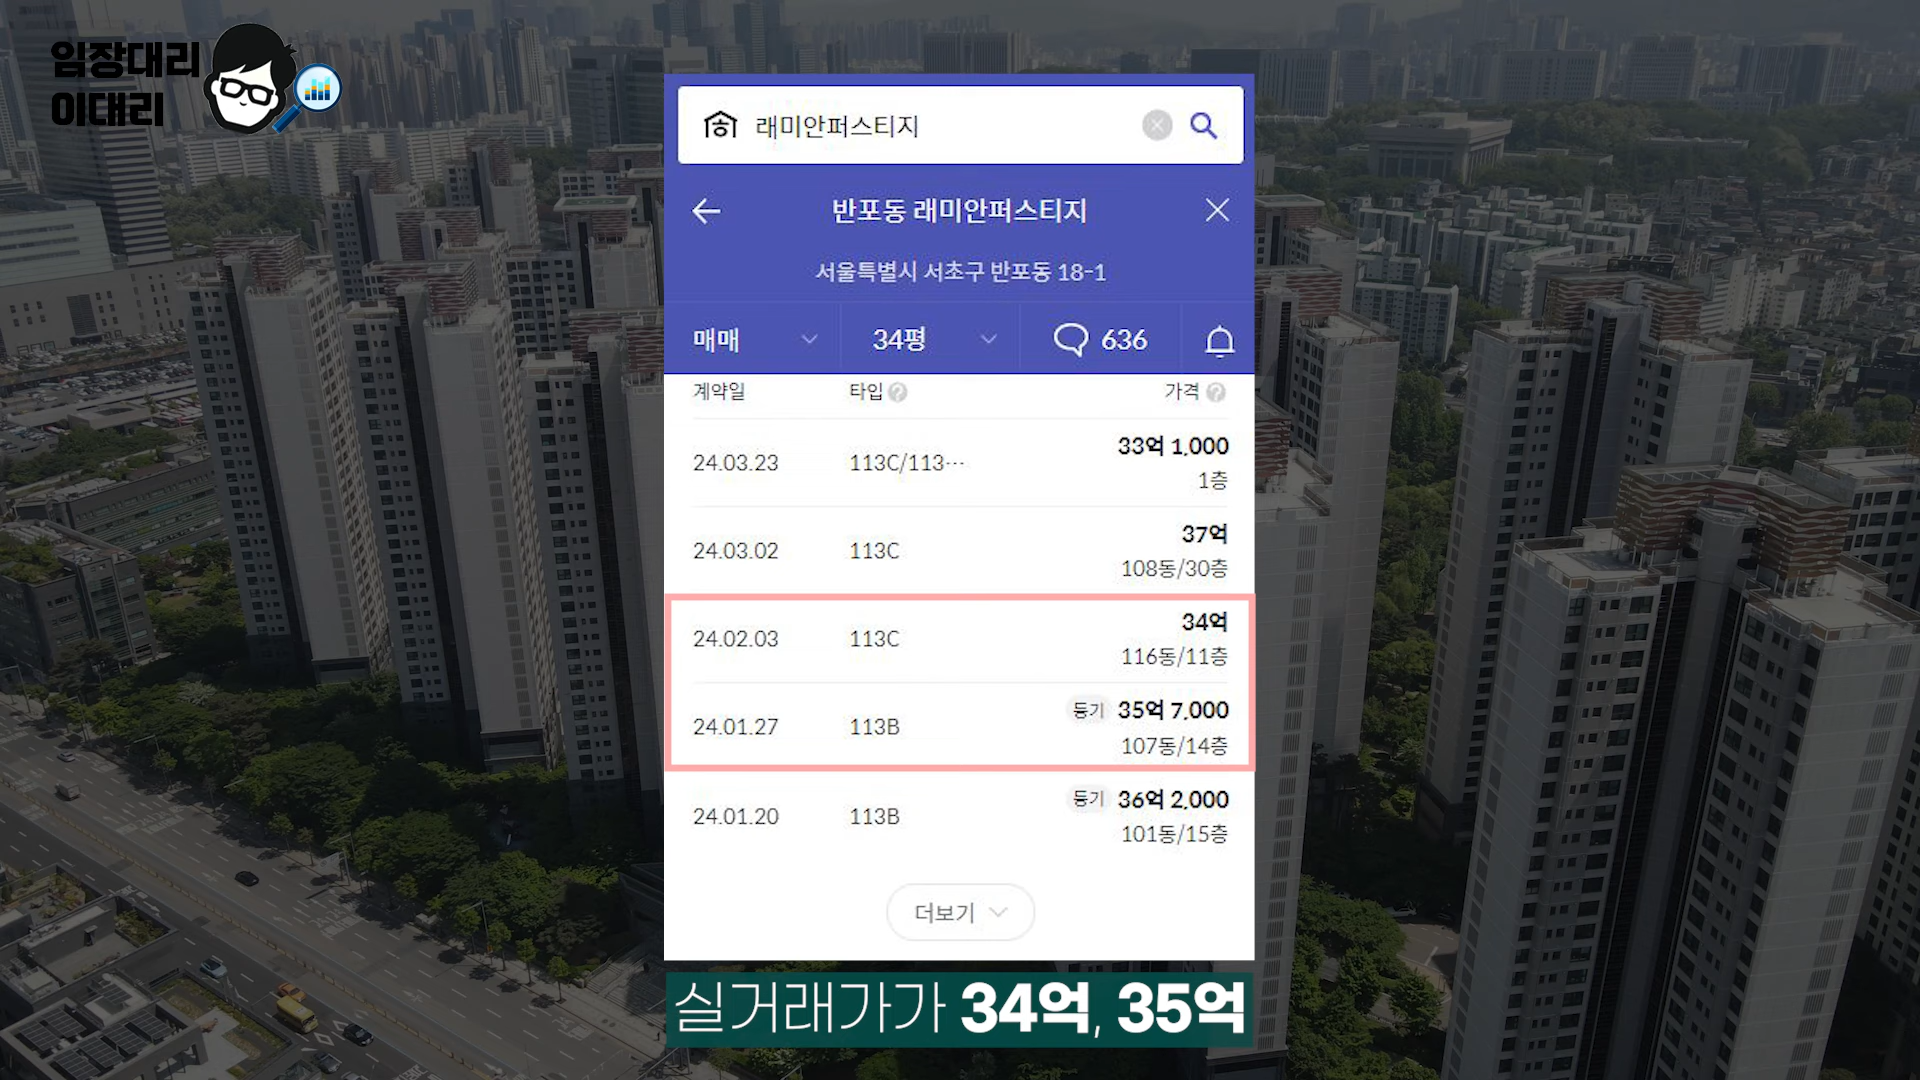 임장대리
이대리
래미안퍼스티지
반포동 래미안퍼스티지
서울특별시 서초구 반포동 18-1
매매 34평 636
계약일 타입 ? 가격 ?
24.03.23 113C/113… 33억 1,000
1층
24.03.02 113C 37억
108동/30층
24.02.03 113C 34억
116동/11층
24.01.27 113B 등기 35억 7,000
107동/14층
24.01.20 113B 등기 36억 2,000
101동/15층
더보기
실거래가가 34억, 35억